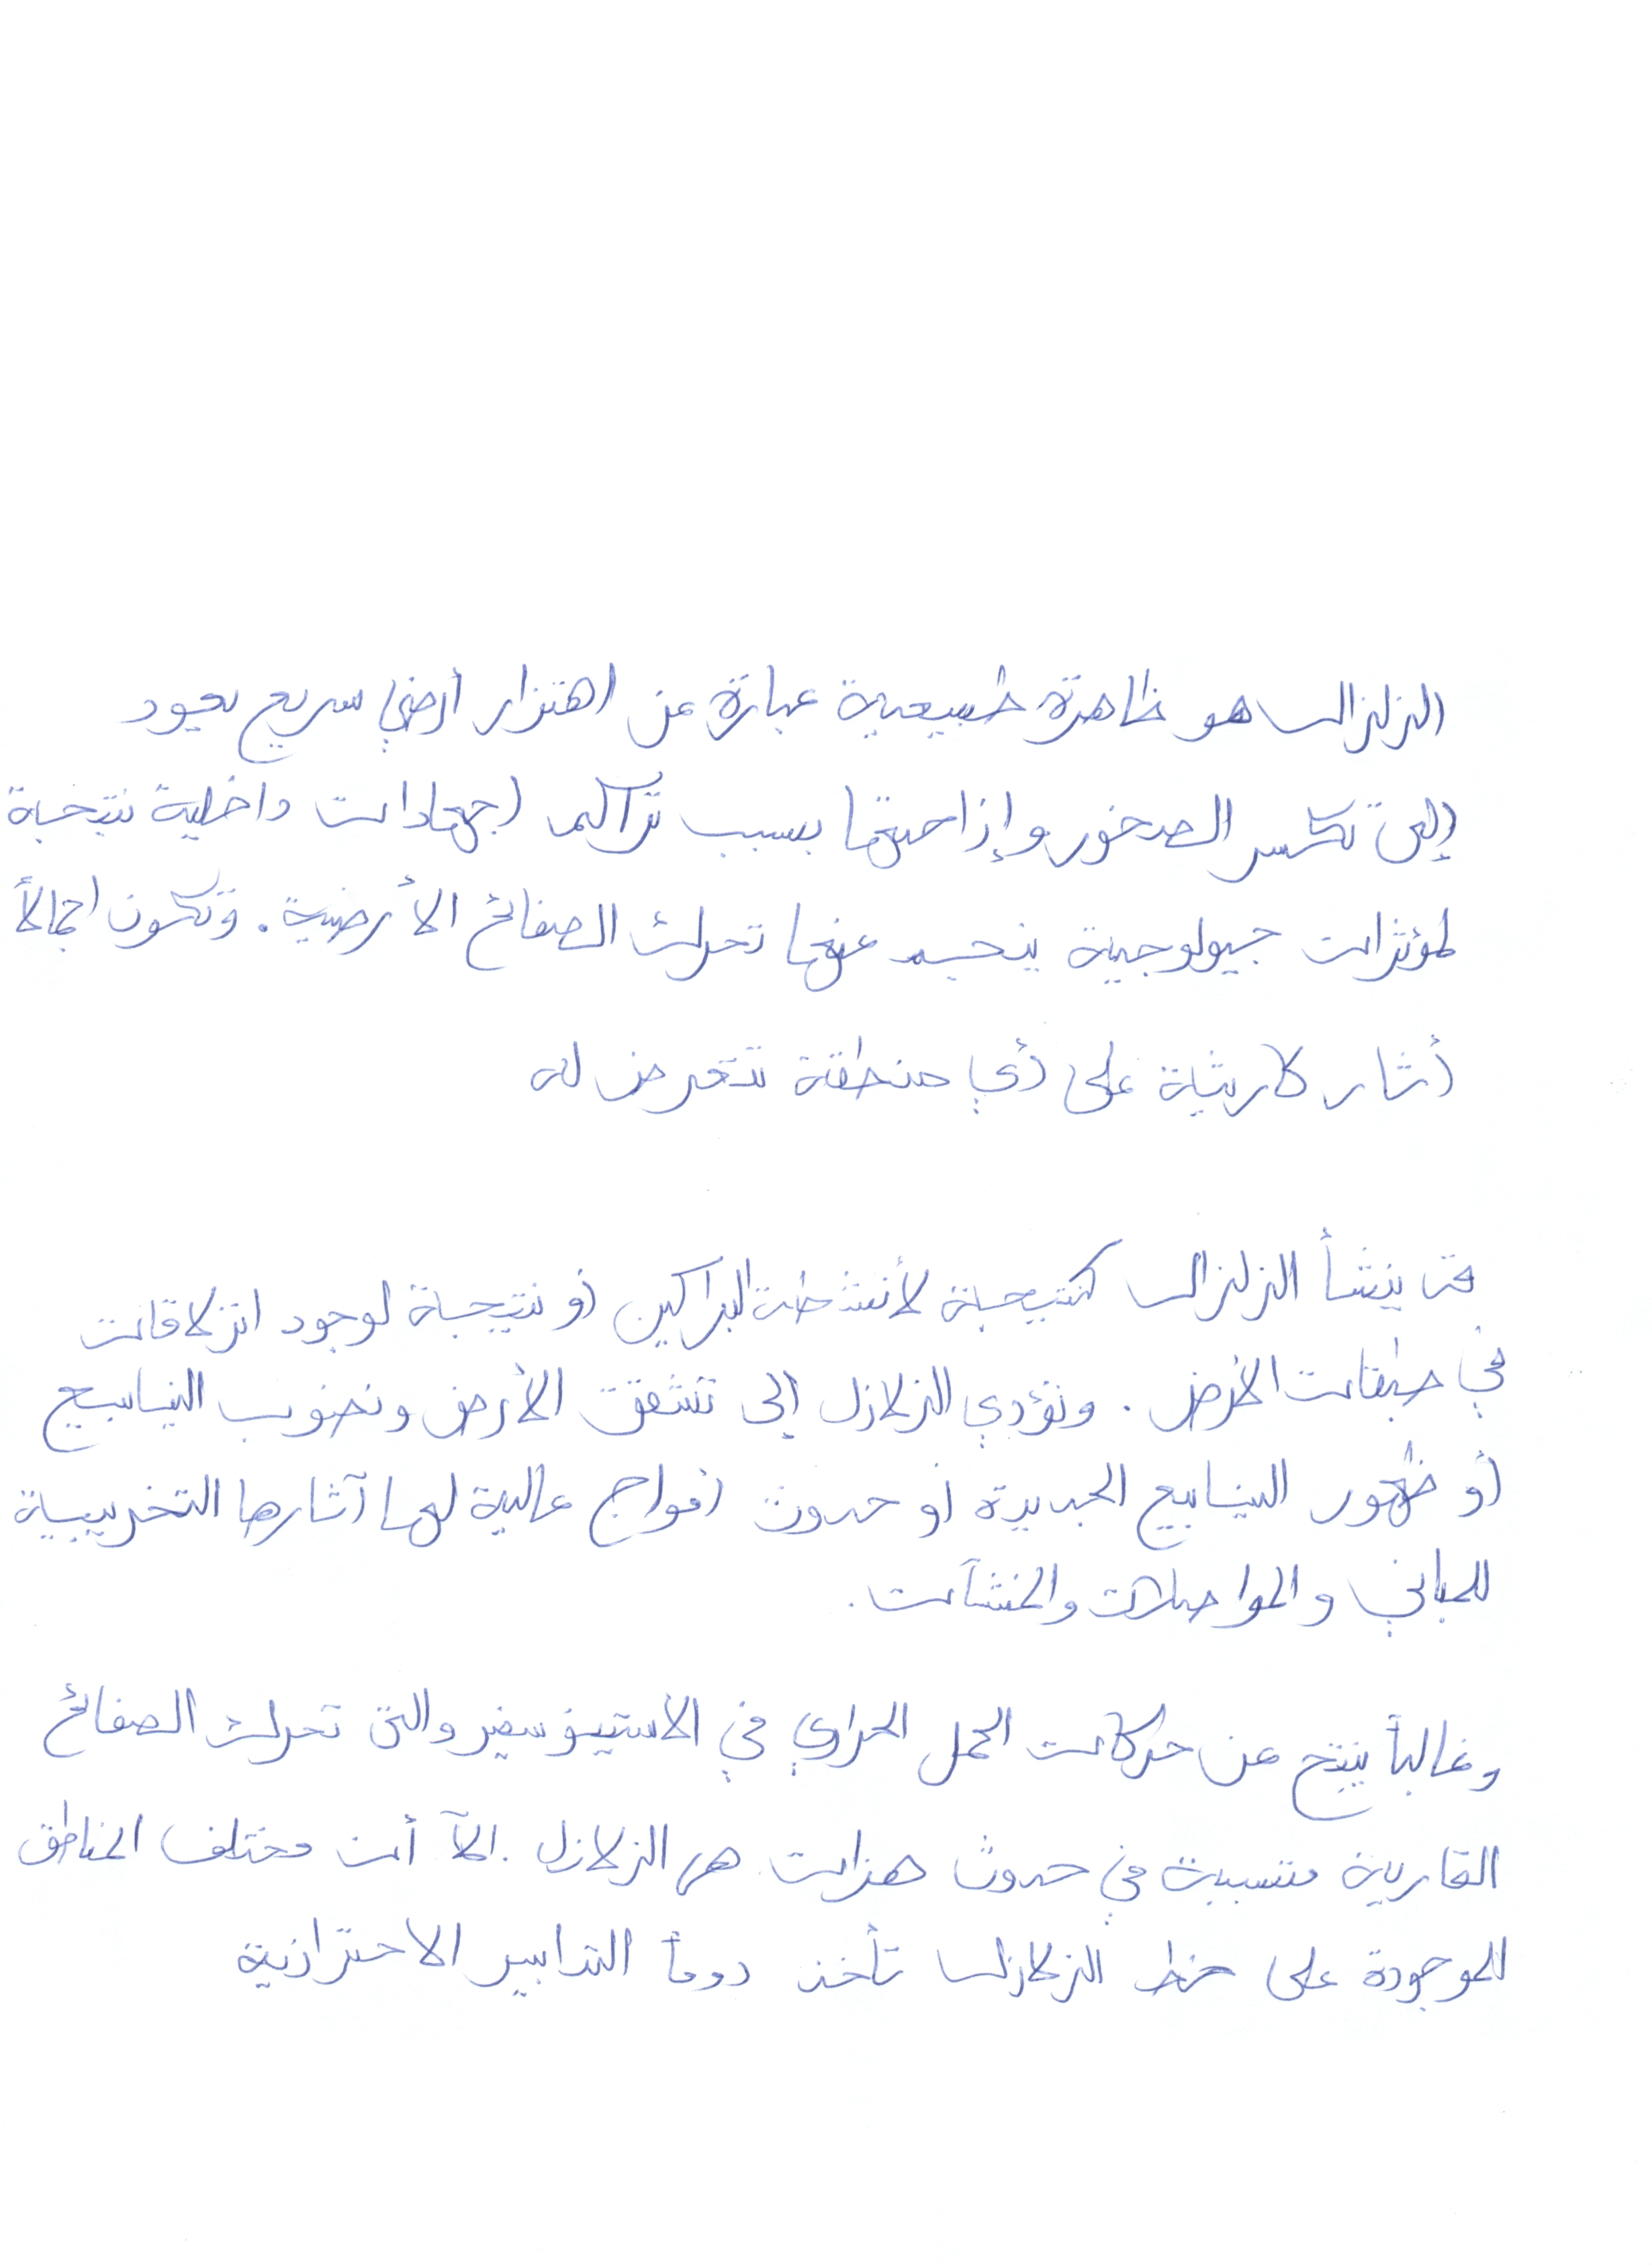 الزلزال هو ظاهرة طبيعية عبارة عن اهتزاز أرضي سريع يعود
إلى تكسر الصخور وإزاحتها بسبب تراكم اجهادات داخلية نتيجة
لمؤثرات جيولوجية ينجم عنها تحرك الصفائح الأرضية. وتكون اجمالاً
أثار كارثية على أي منطقة تتعرض له
قد ينشأ الزلزال كنتيجة لأنشطة البراكين أو نتيجة لوجود انزلاقات
في طبقات الأرض. وتؤدي الزلازل إلى تشقق الأرض ونضوب الينابيع
أو ظهور الينابيع الجديدة أو حدوث أمواج عالية لها آثارها التخريبية
للمباني والمواصلات والمنشآت.
وغالباً ينتج عن حركات الحمل الحراري في الاستينوسفير والتي تحرك الصفائح
القارية متسببة في حدوث هزات هي الزلازل. الآ أن مختلف المناطق
الموجودة على خط الزلازل تأخذ دوماً التدابير الاحترازية